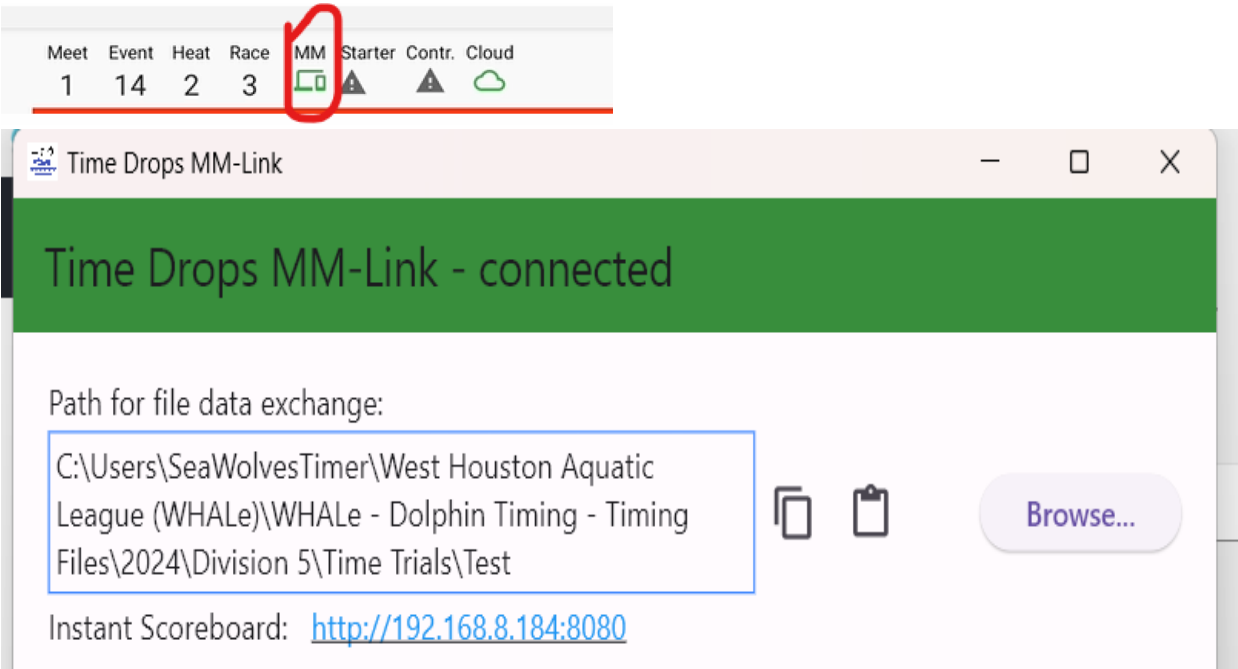 Meet Event Heat Race MM Starter Contr. Cloud
1 14 2 3
Time Drops MM-Link
Time Drops MM-Link - connected
Path for file data exchange:
C:\Users\SeaWolvesTimer\West Houston Aquatic
League (WHALe)\WHALe - Dolphin Timing - Timing
Files\2024\Division 5\Time Trials\Test
Browse...
Instant Scoreboard: http://192.168.8.184:8080